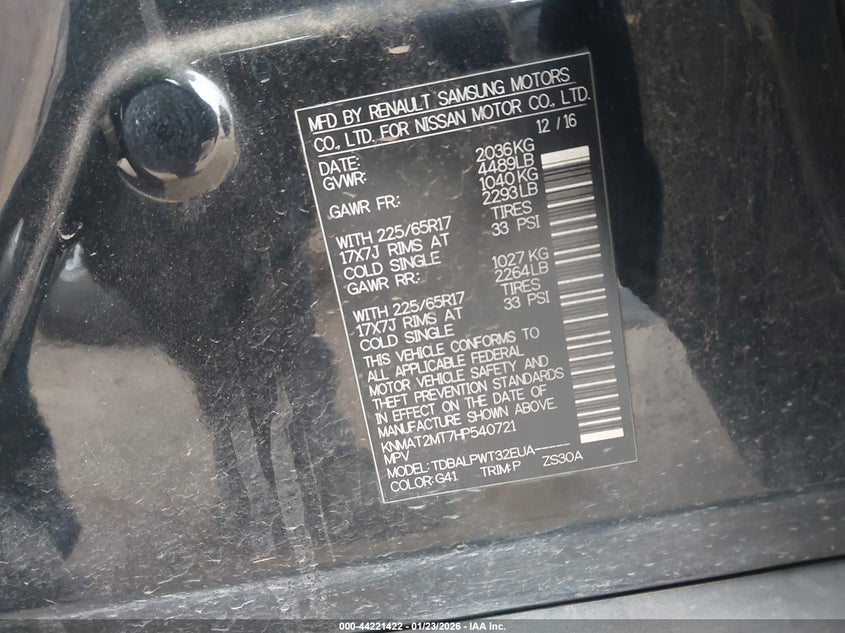 MFD BY RENAULT SAMSUNG MOTORS
CO., LTD. FOR NISSAN MOTOR CO., LTD.
DATE: 12/16
GVWR: 2036KG
4489LB
GAWR FR: 1040KG
2293LB
WITH 225/65R17 TIRES
17X7J RIMS AT 33 PSI
COLD SINGLE
GAWR RR: 1027 KG
2264LB
WITH 225/65R17 TIRES
17X7J RIMS AT 33 PSI
COLD SINGLE
THIS VEHICLE CONFORMS TO
ALL APPLICABLE FEDERAL
MOTOR VEHICLE SAFETY AND
THEFT PREVENTION STANDARDS
IN EFFECT ON THE DATE OF
MANUFACTURE SHOWN ABOVE.
KNMAT2MT7HP540721
MPV
MODEL:TDBALPWT32EUA-----
COLOR:G41 TRIM:P ZS30A
000-44221422 - 01/23/2026 - IAA Inc.